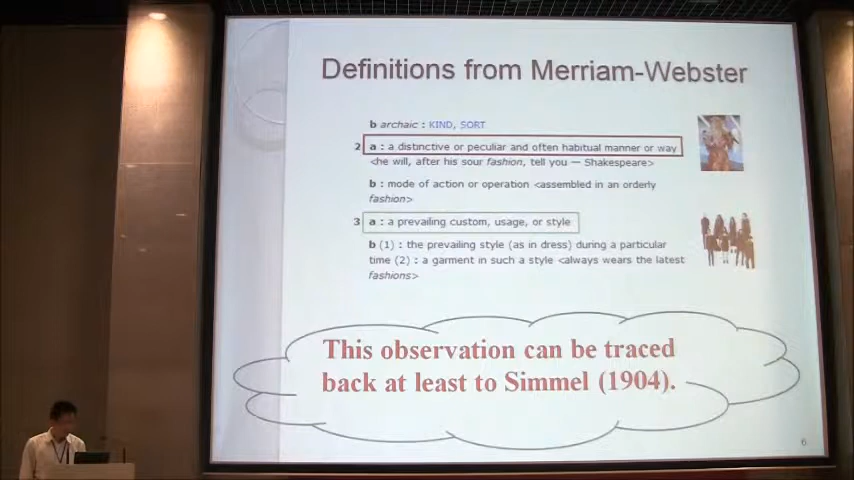 Definitions from Merriam-Webster
b archaic : KIND, SORT
2 a : a distinctive or peculiar and often habitual manner or way
<he will, after his sour fashion, tell you — Shakespeare>
b : mode of action or operation <assembled in an orderly
fashion>
3 a : a prevailing custom, usage, or style
b (1) : the prevailing style (as in dress) during a particular
time (2) : a garment in such a style <always wears the latest
fashions>
This observation can be traced
back at least to Simmel (1904).
6